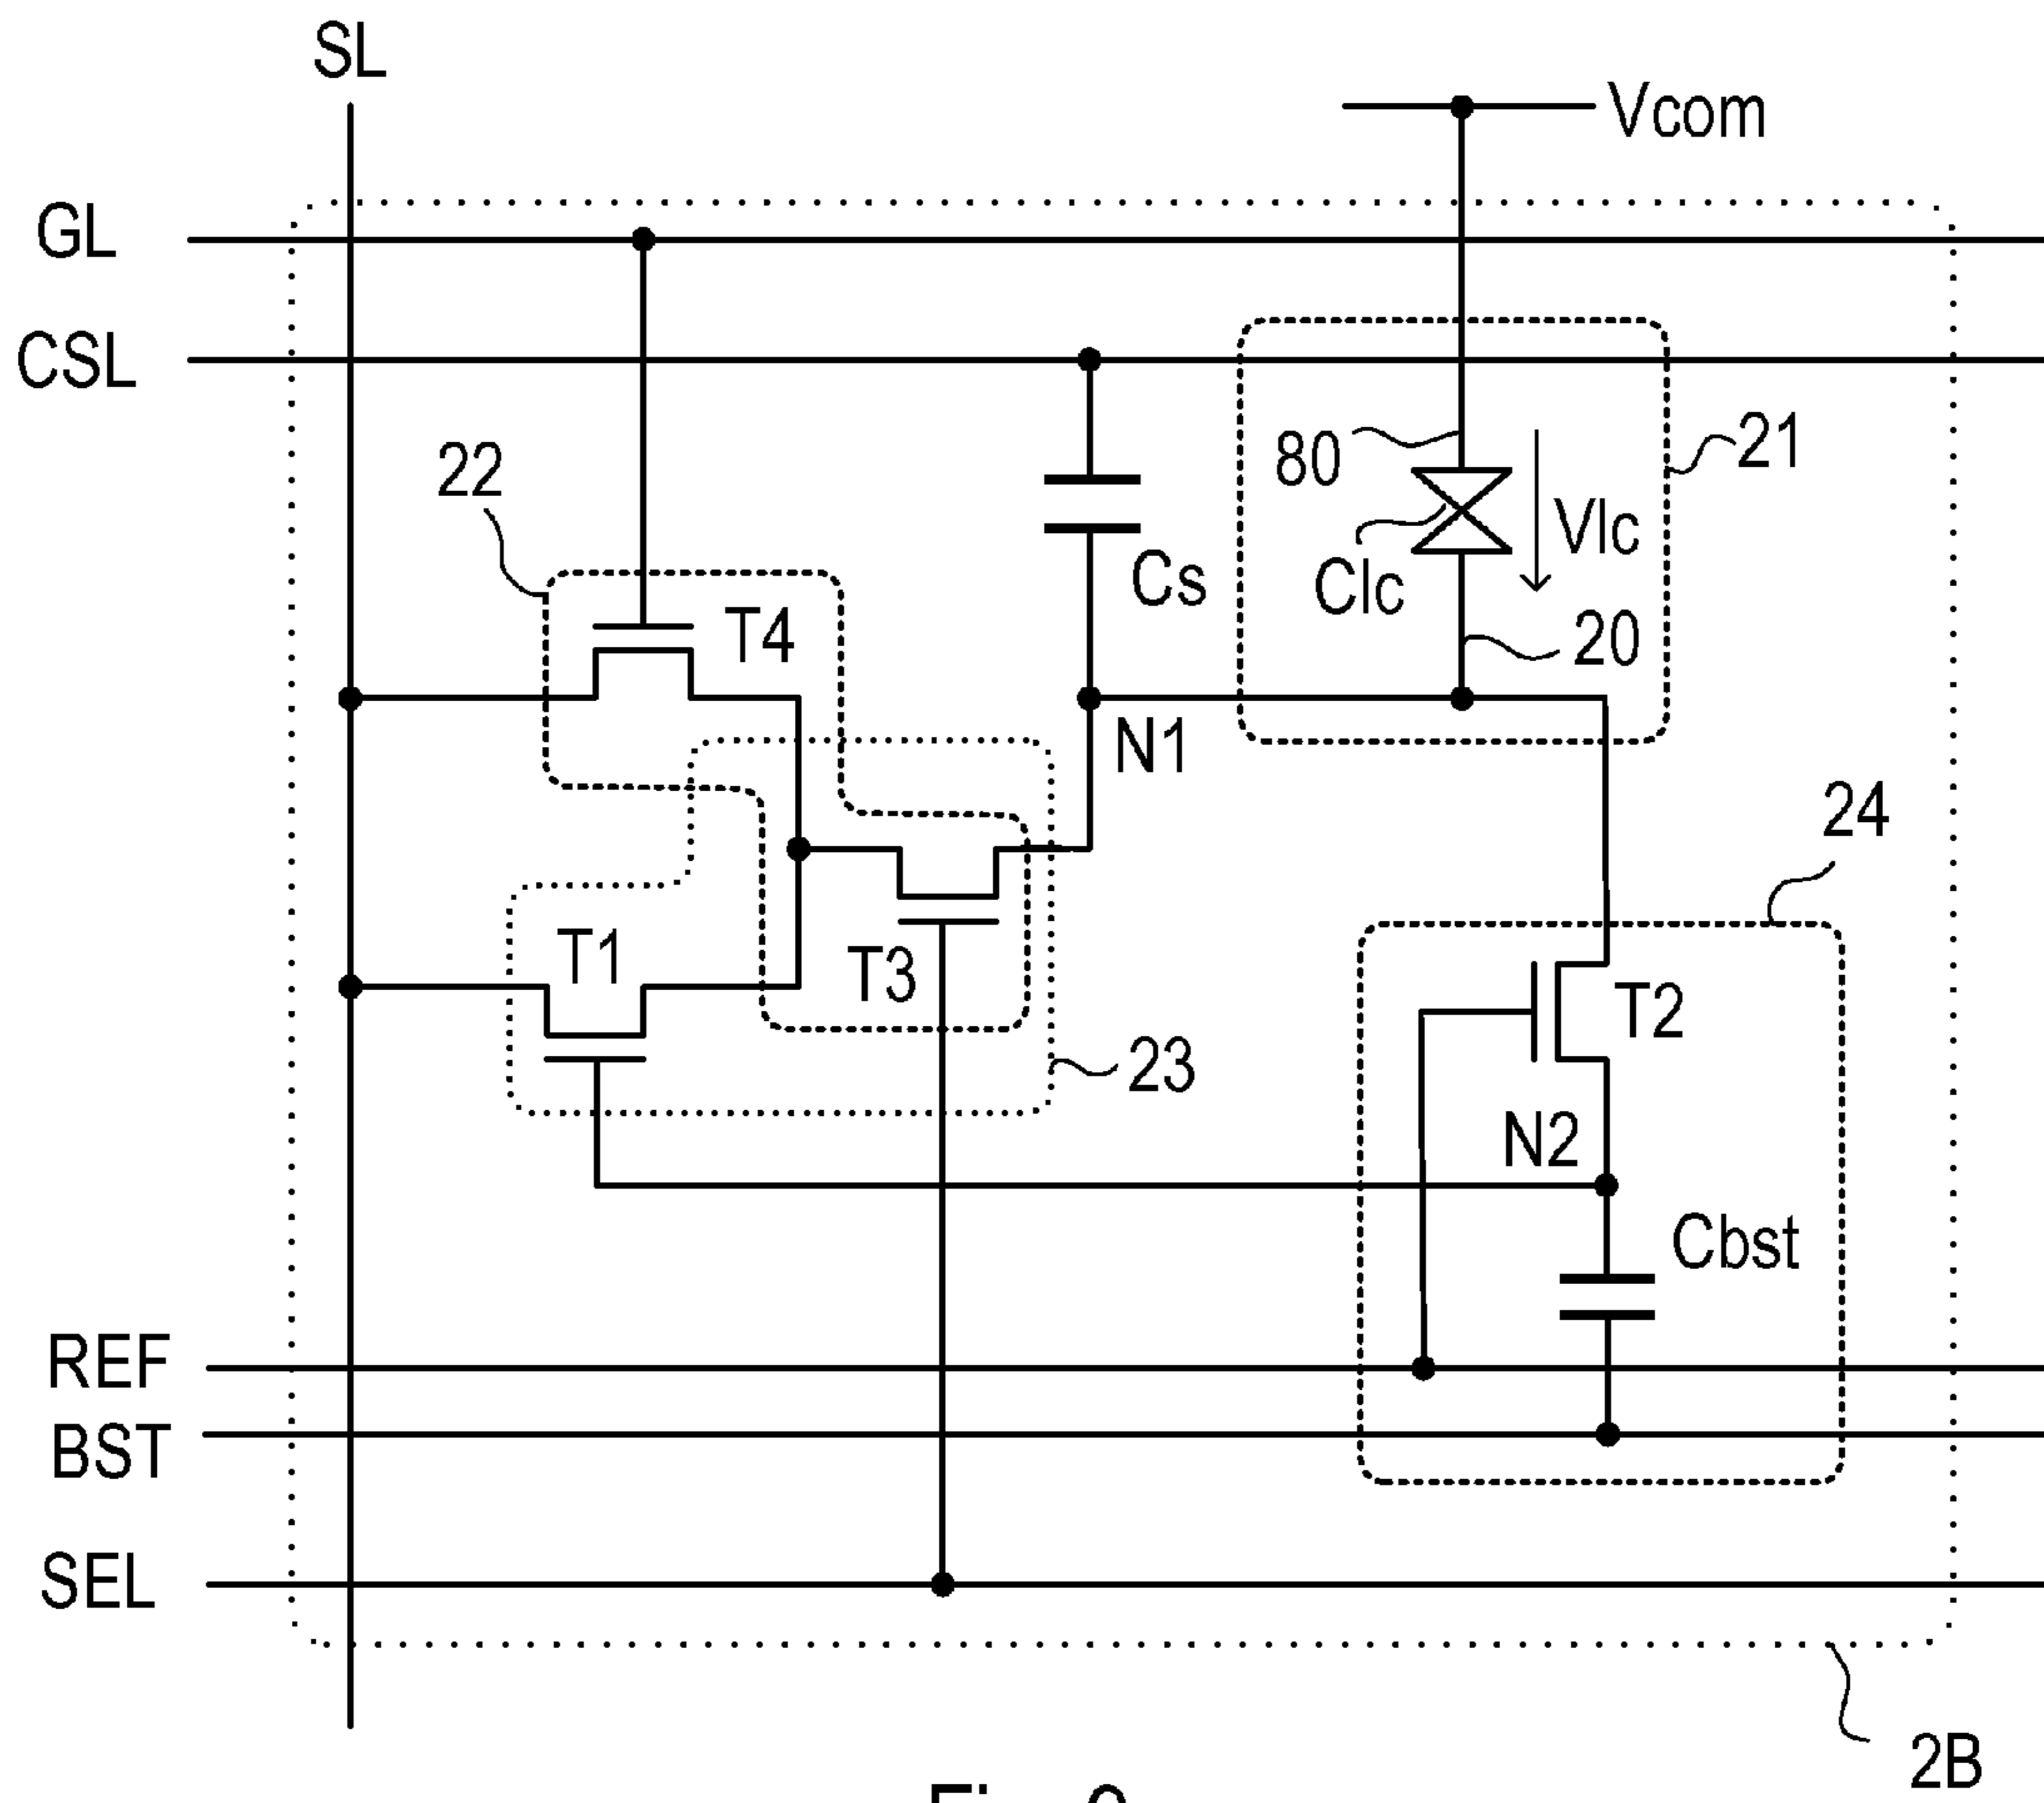 SL
Vcom
GL
CSL
22
80
21
Vlc
Clc
Cs
20
T4
N1
24
T1
T3
T2
23
N2
Cbst
REF
BST
SEL
2B